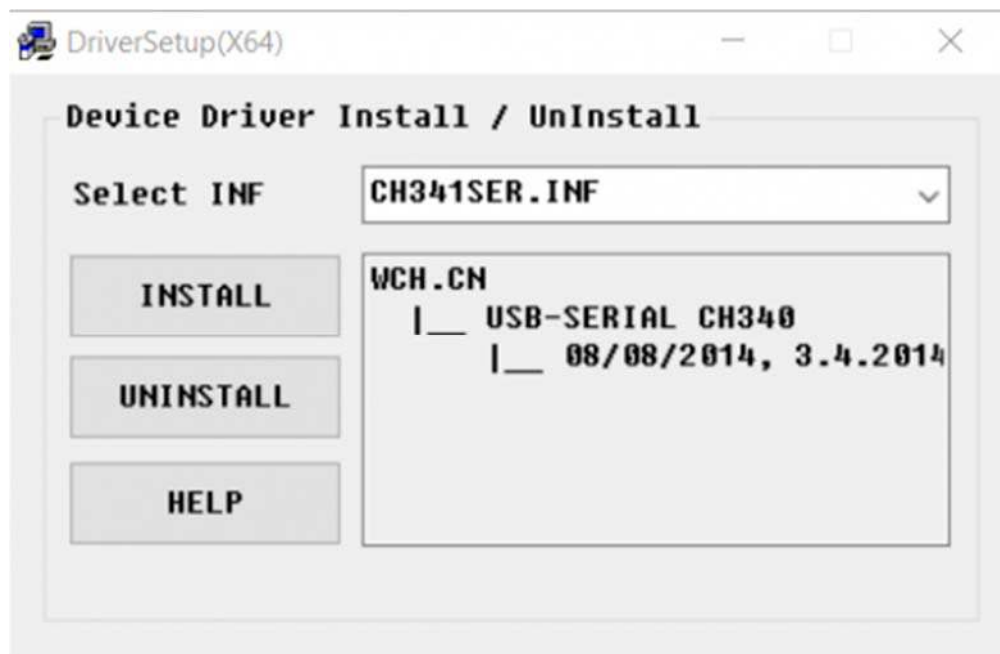 DriverSetup(X64)
Device Driver Install / UnInstall
Select INF
CH341SER.INF
INSTALL
UNINSTALL
HELP
WCH.CN
|__ USB-SERIAL CH340
|__ 08/08/2014, 3.4.2014